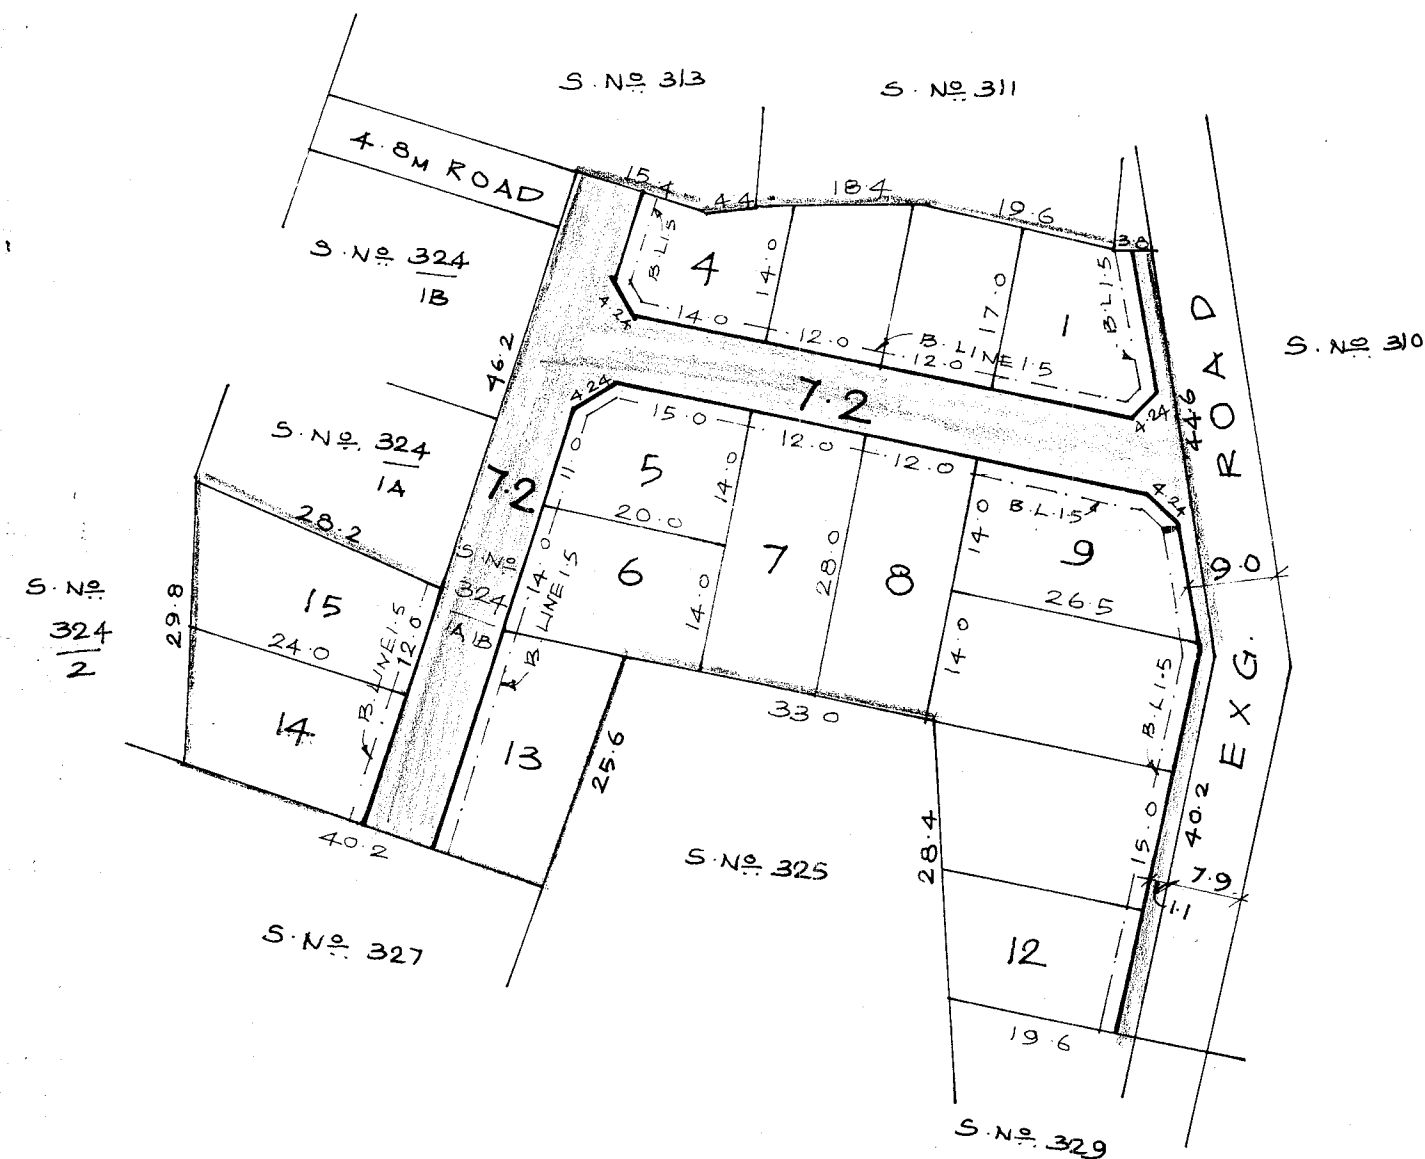 S.No 313
S.No 311
4.8M ROAD
15.4
4.4
18.4
19.6
3.8
S.No 324/1B
B.L 1.5
4
14.0
17.0
1
B.L 1.5
4.24
14.0
12.0
B.LINE 1.5
12.0
ROAD
S.No 310
46.2
7.2
4.24
44.6
4.24
15.0
12.0
12.0
S.No. 324/1A
11.0
5
14.0
4.24
B.L.1.5
7.2
20.0
28.2
14.0
9
9.0
S.No 324/1A1B
14.0
B LINE 1.5
6
14.0
7
28.0
8
26.5
S.No 324/2
29.8
15
24.0
B.LINE 1.5
12.0
14.0
EXG.
B.L 1.5
33.0
14
13
25.6
40.2
S.No 325
28.4
15.0
40.2
7.9
1.1
S.No 327
12
19.6
S.No 329